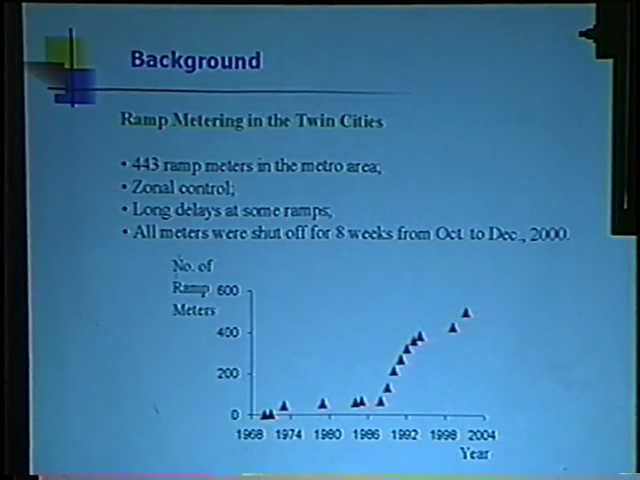 Background
Ramp Metering in the Twin Cities
• 443 ramp meters in the metro area;
• Zonal control;
• Long delays at some ramps;
• All meters were shut off for 8 weeks from Oct. to Dec., 2000.
No. of
Ramp
Meters
600
400
200
0
1968 1974 1980 1986 1992 1998 2004
Year